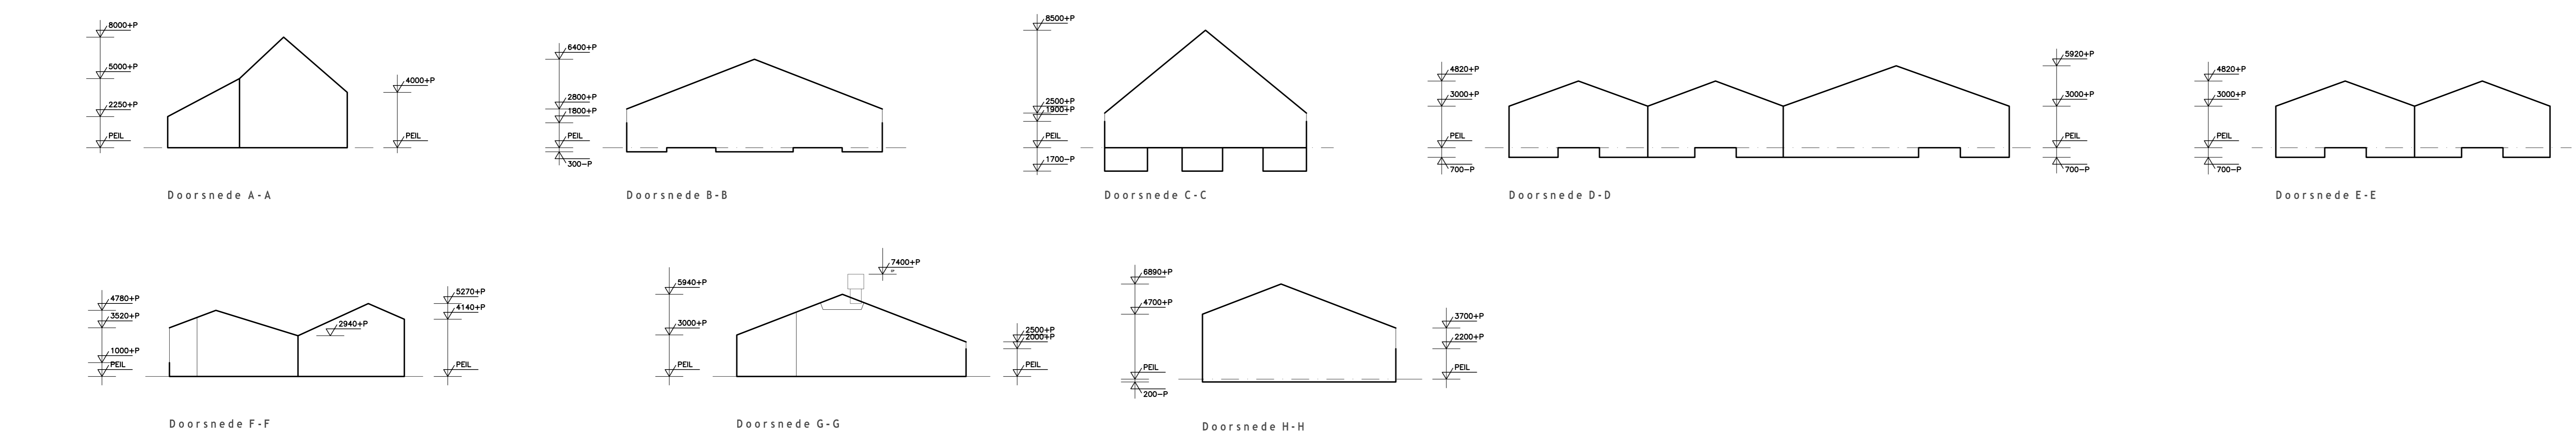 8000+P
5000+P
2250+P
PEIL
4000+P
PEIL
Doorsnede A-A
6400+P
2800+P
1800+P
PEIL
300-P
Doorsnede B-B
8500+P
2500+P
1900+P
PEIL
1700-P
Doorsnede C-C
4820+P
3000+P
PEIL
700-P
5920+P
3000+P
PEIL
700-P
Doorsnede D-D
4820+P
3000+P
PEIL
700-P
Doorsnede E-E
4780+P
3520+P
1000+P
PEIL
2940+P
5270+P
4140+P
PEIL
Doorsnede F-F
5940+P
3000+P
PEIL
7400+P
2500+P
2000+P
PEIL
Doorsnede G-G
6890+P
4700+P
PEIL
200-P
3700+P
2200+P
PEIL
Doorsnede H-H